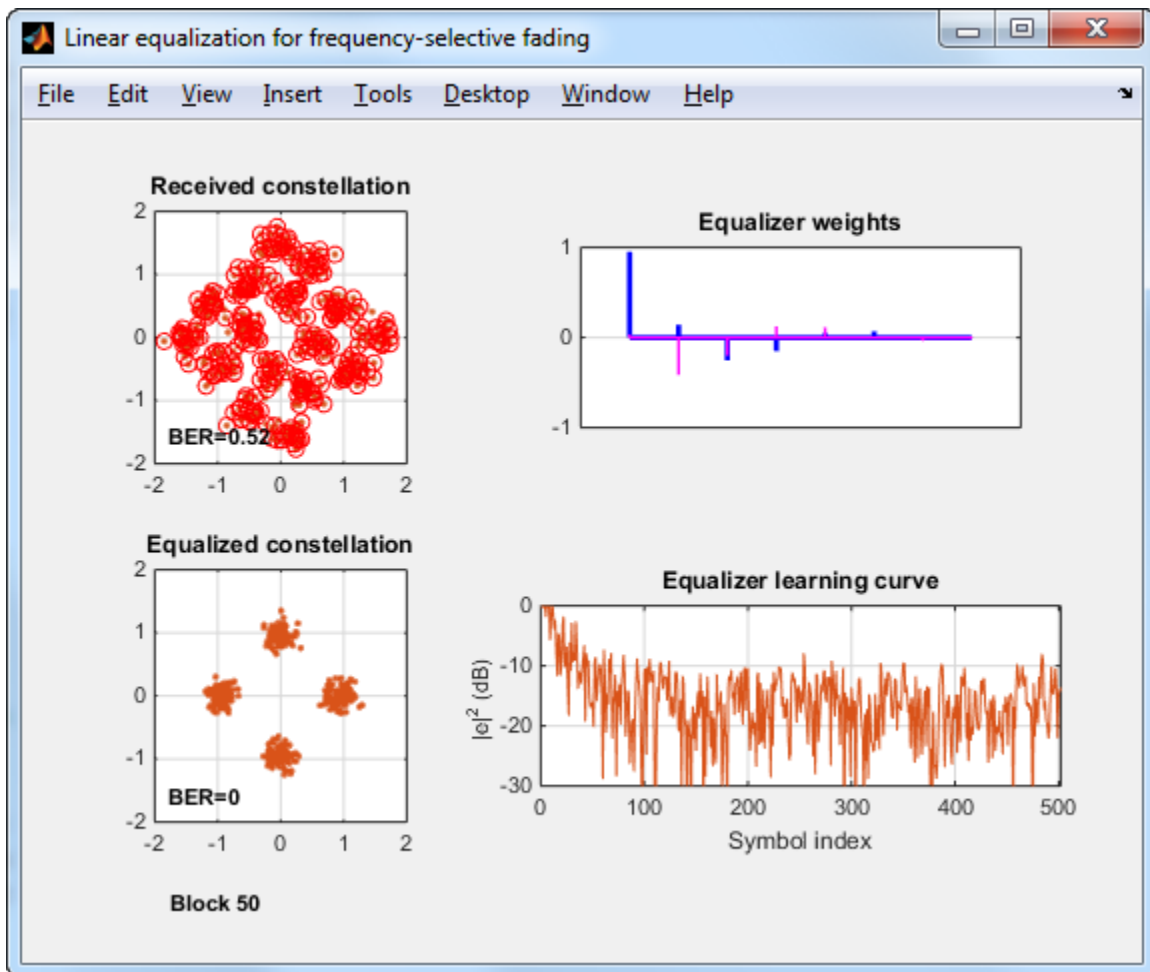 Linear equalization for frequency-selective fading
File Edit View Insert Tools Desktop Window Help
Received constellation
2
1
0
-1
-2
BER=0.52
-2 -1 0 1 2
Equalizer weights
1
0
-1
Equalized constellation
2
1
0
-1
-2
BER=0
-2 -1 0 1 2
Equalizer learning curve
0
-10
-20
-30
|e|² (dB)
0 100 200 300 400 500
Symbol index
Block 50